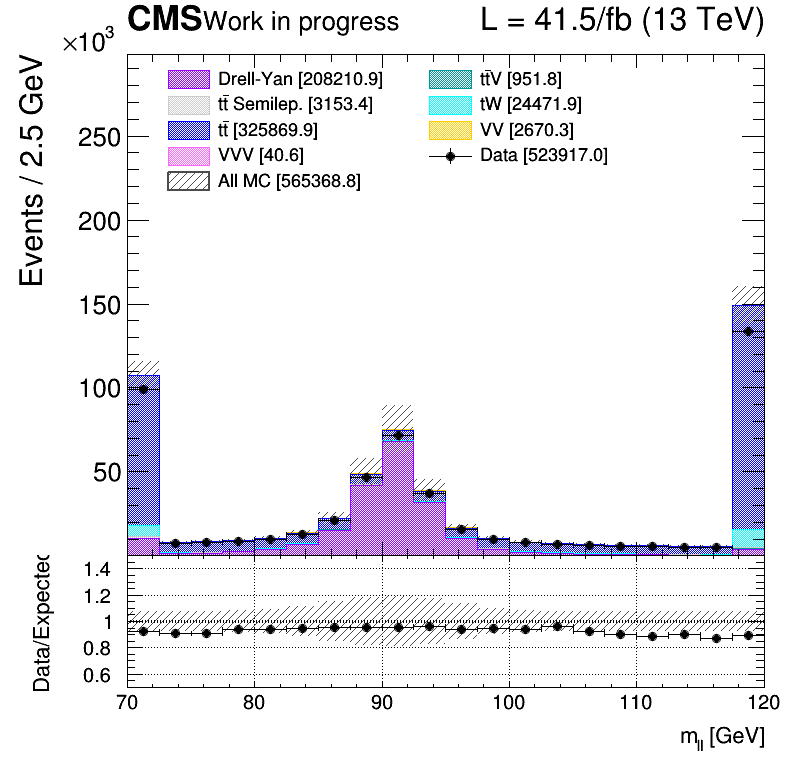 CMS Work in progress L = 41.5/fb (13 TeV)
×10³
Events / 2.5 GeV
Drell-Yan [208210.9]
tt̄ Semilep. [3153.4]
tt̄ [325869.9]
VVV [40.6]
All MC [565368.8]
tt̄V [951.8]
tW [24471.9]
VV [2670.3]
Data [523917.0]
250
200
150
100
50
Data/Expected
1.4
1.2
1
0.8
0.6
70 80 90 100 110 120
m_ll [GeV]